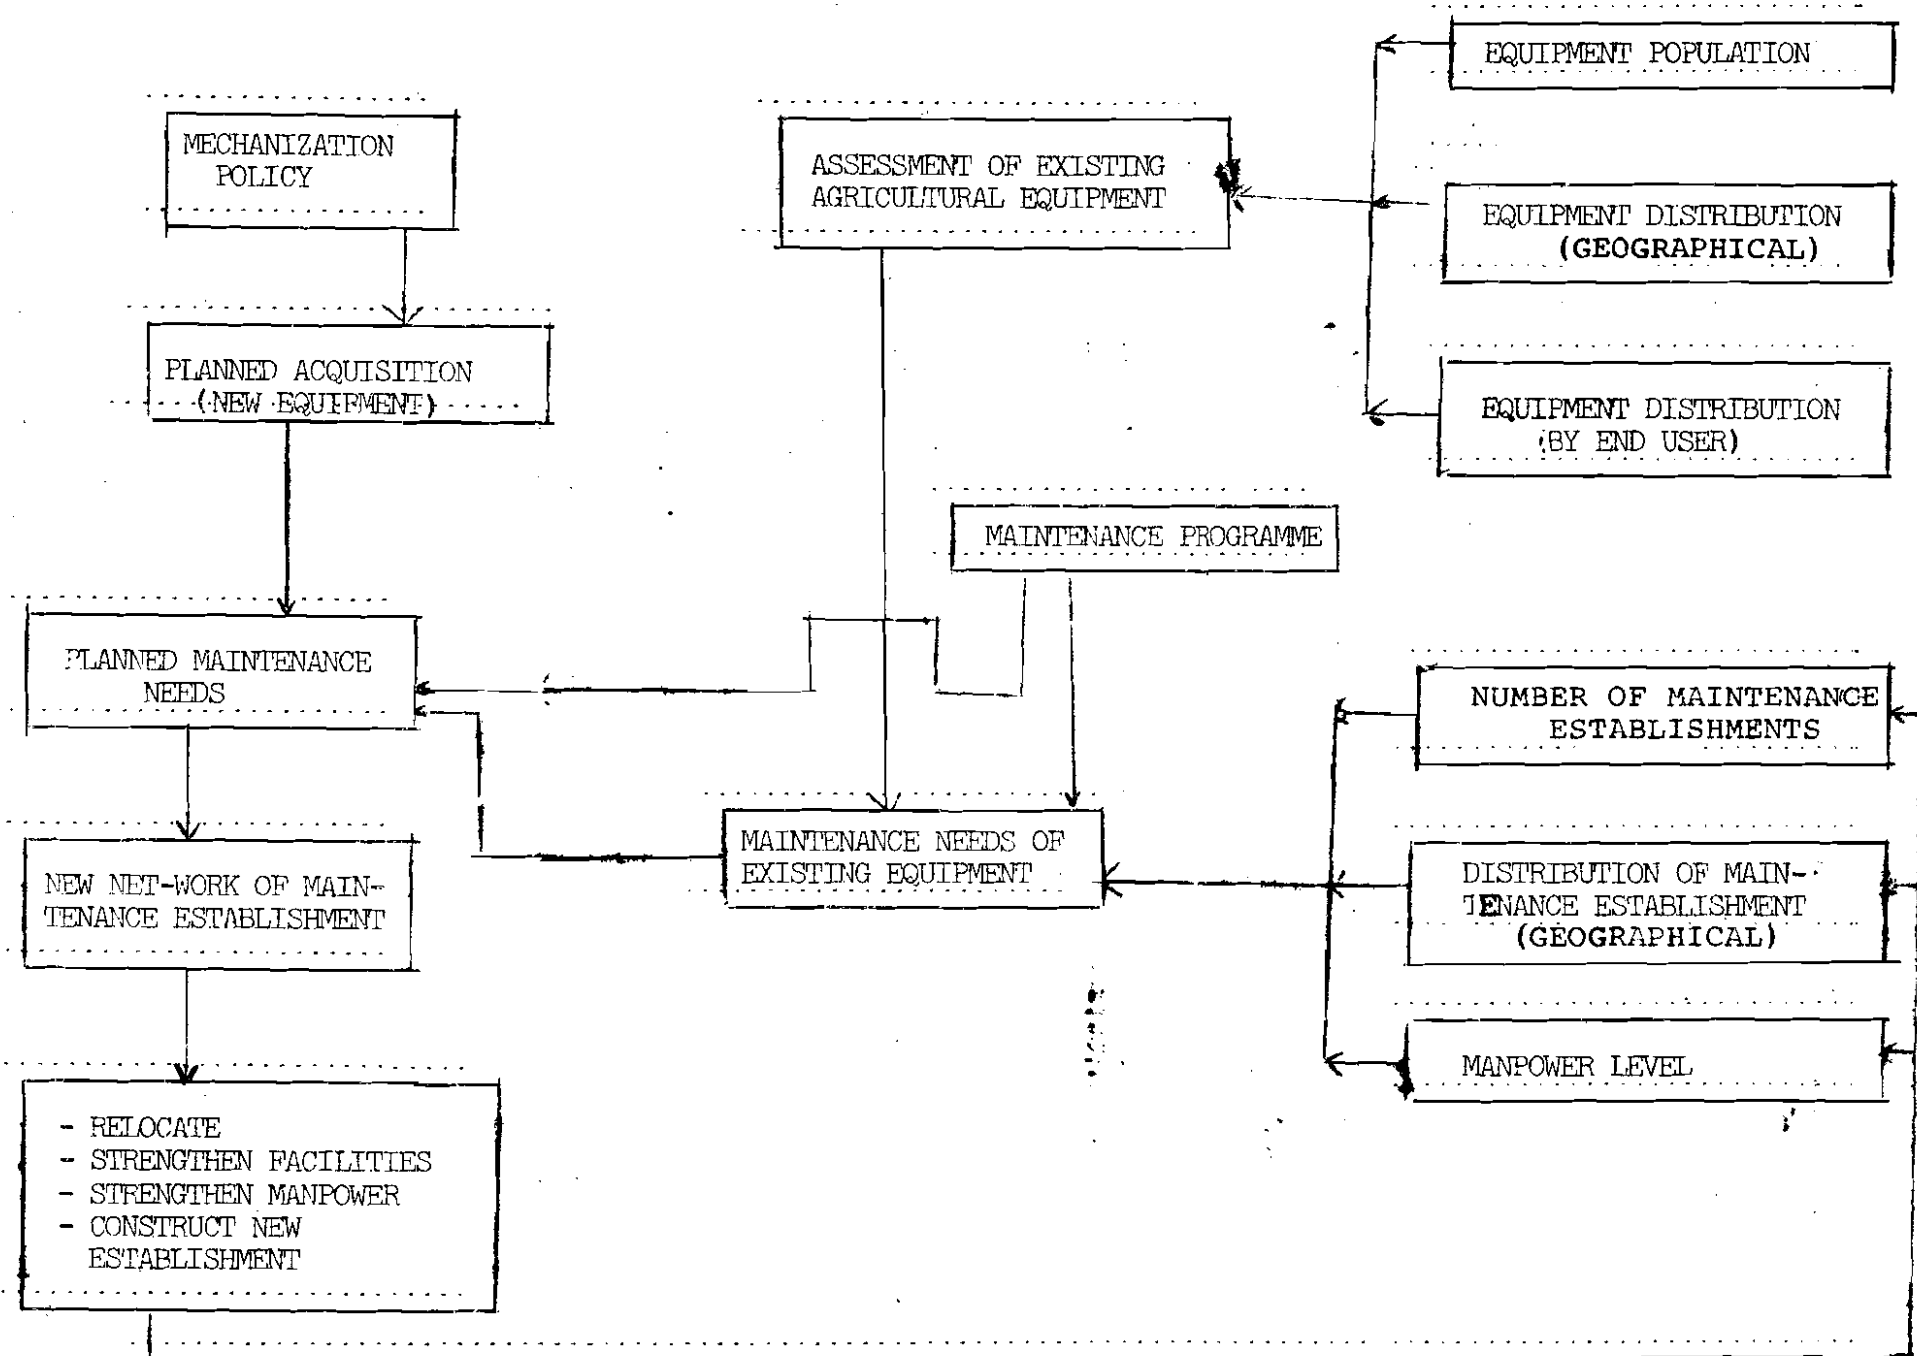 EQUIPMENT POPULATION
MECHANIZATION
POLICY
ASSESSMENT OF EXISTING
AGRICULTURAL EQUIPMENT
EQUIPMENT DISTRIBUTION
(GEOGRAPHICAL)
PLANNED ACQUISITION
(NEW EQUIPMENT)
EQUIPMENT DISTRIBUTION
(BY END USER)
MAINTENANCE PROGRAMME
PLANNED MAINTENANCE
NEEDS
NUMBER OF MAINTENANCE
ESTABLISHMENTS
MAINTENANCE NEEDS OF
EXISTING EQUIPMENT
NEW NET-WORK OF MAIN-
TENANCE ESTABLISHMENT
DISTRIBUTION OF MAIN-
TENANCE ESTABLISHMENT
(GEOGRAPHICAL)
MANPOWER LEVEL
- RELOCATE
- STRENGTHEN FACILITIES
- STRENGTHEN MANPOWER
- CONSTRUCT NEW
ESTABLISHMENT